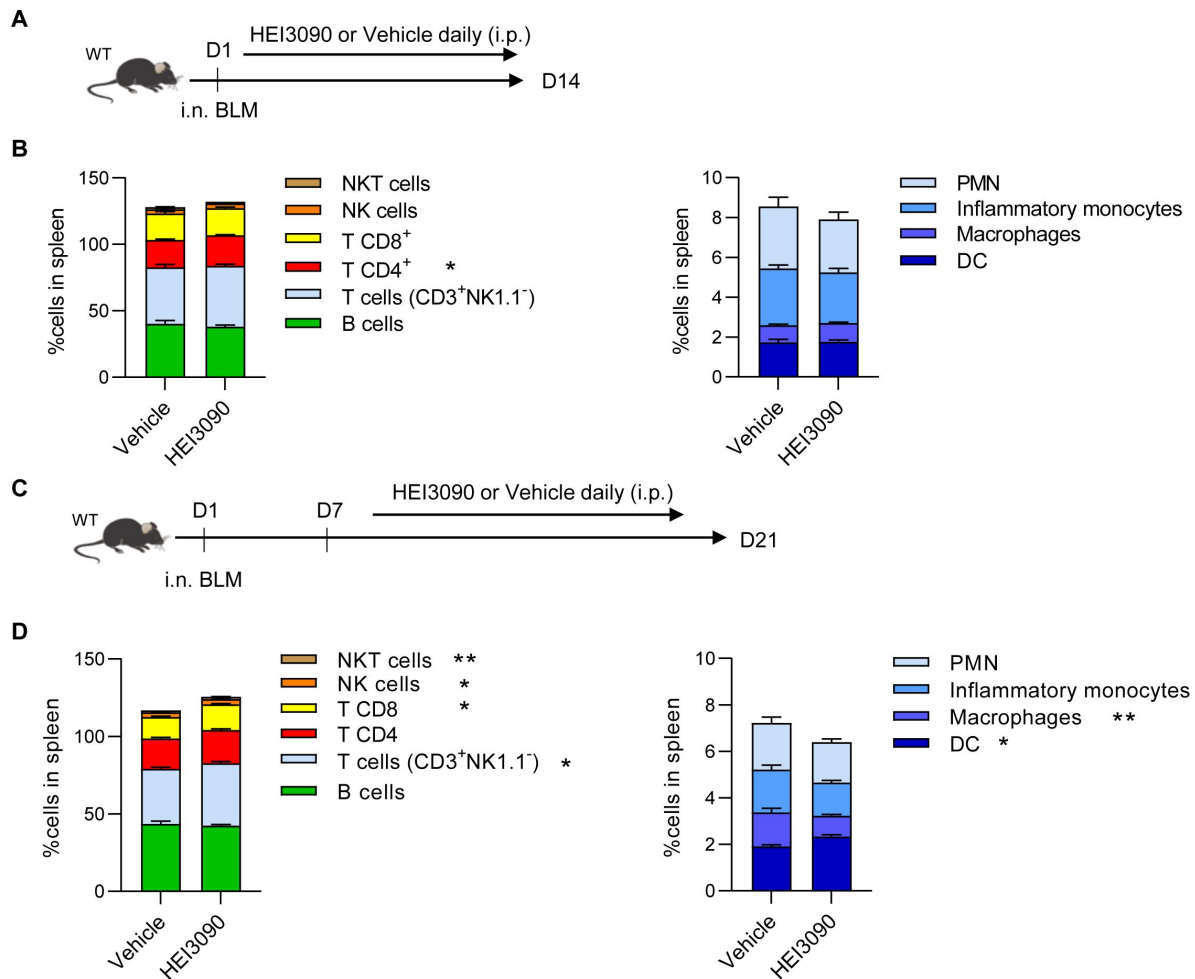 A
HEI3090 or Vehicle daily (i.p.)
WT
D1
D14
i.n. BLM
B
150
100
50
0
%cells in spleen
Vehicle
HEI3090
NKT cells
NK cells
T CD8⁺
T CD4⁺ *
T cells (CD3⁺NK1.1⁻)
B cells
10
8
6
4
2
0
%cells in spleen
Vehicle
HEI3090
PMN
Inflammatory monocytes
Macrophages
DC
C
HEI3090 or Vehicle daily (i.p.)
WT
D1
D7
D21
i.n. BLM
D
150
100
50
0
%cells in spleen
Vehicle
HEI3090
NKT cells **
NK cells *
T CD8 *
T CD4
T cells (CD3⁺NK1.1⁻) *
B cells
10
8
6
4
2
0
%cells in spleen
Vehicle
HEI3090
PMN
Inflammatory monocytes
Macrophages **
DC *